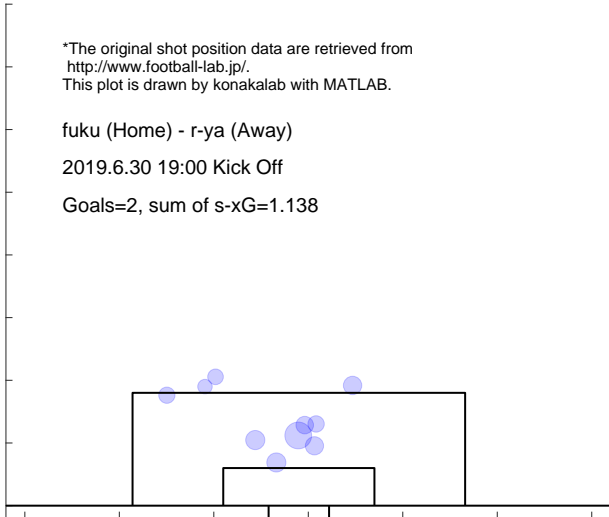 *The original shot position data are retrieved from
http://www.football-lab.jp/.
This plot is drawn by konakalab with MATLAB.
fuku (Home) - r-ya (Away)
2019.6.30 19:00 Kick Off
Goals=2, sum of s-xG=1.138